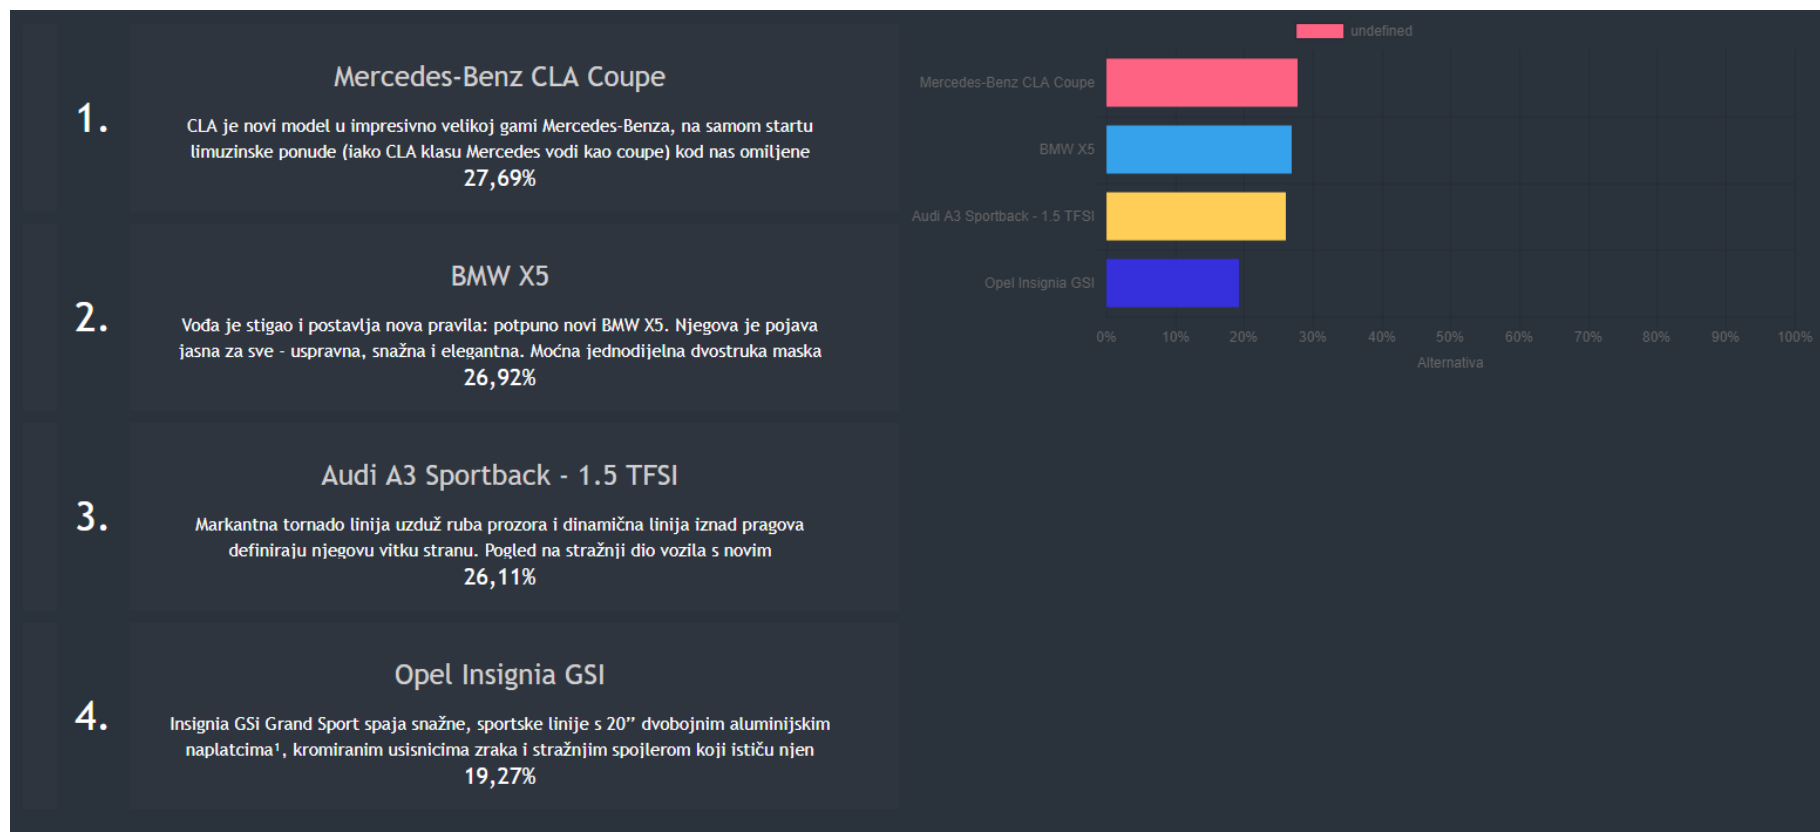 1.
Mercedes-Benz CLA Coupe
CLA je novi model u impresivno velikoj gami Mercedes-Benza, na samom startu
limuzinske ponude (iako CLA klasu Mercedes vodi kao coupe) kod nas omiljene
27,69%
2.
BMW X5
Vođa je stigao i postavlja nova pravila: potpuno novi BMW X5. Njegova je pojava
jasna za sve - uspravna, snažna i elegantna. Moćna jednodijelna dvostruka maska
26,92%
3.
Audi A3 Sportback - 1.5 TFSI
Markantna tornado linija uzduž ruba prozora i dinamična linija iznad pragova
definiraju njegovu vitku stranu. Pogled na stražnji dio vozila s novim
26,11%
4.
Opel Insignia GSI
Insignia GSi Grand Sport spaja snažne, sportske linije s 20’’ dvobojnim aluminijskim
naplatcima¹, kromiranim usisnicima zraka i stražnjim spojlerom koji ističu njen
19,27%
undefined
Mercedes-Benz CLA Coupe
BMW X5
Audi A3 Sportback - 1.5 TFSI
Opel Insignia GSI
0% 10% 20% 30% 40% 50% 60% 70% 80% 90% 100%
Alternativa